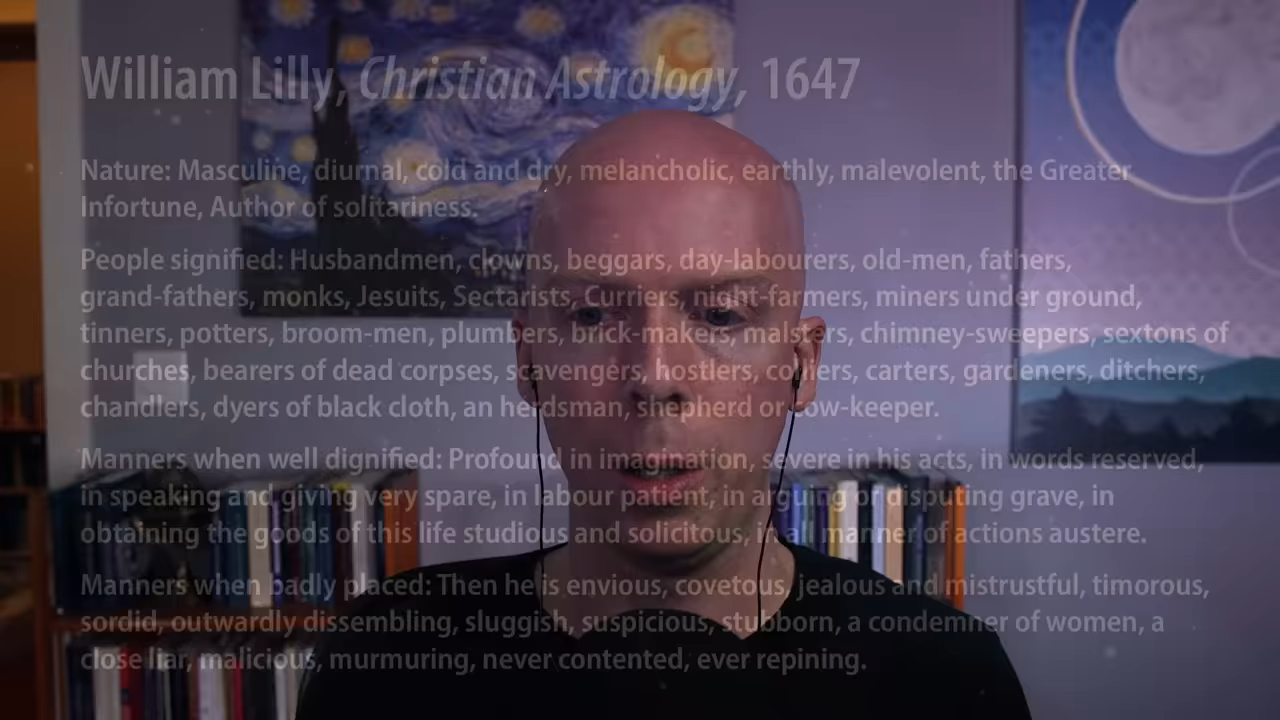 William Lilly, Christian Astrology, 1647
Nature: Masculine, diurnal, cold and dry, melancholic, earthly, malevolent, the Greater
Infortune, Author of solitariness.
People signified: Husbandmen, clowns, beggars, day-labourers, old-men, fathers,
grand-fathers, monks, Jesuits, Sectarists, Curriers, night-farmers, miners under ground,
tinners, potters, broom-men, plumbers, brick-makers, malsters, chimney-sweepers, sextons of
churches, bearers of dead corpses, scavengers, hostlers, carters, gardeners, ditchers,
chandlers, dyers of black cloth, an herdsman, shepherd or cow-keeper.
Manners when well dignified: Profound in imagination, severe in his acts, in words reserved,
in speaking and giving very spare, in labour patient, in arguing or disputing grave, in
obtaining the goods of this life studious and solicitous, in all manner of actions austere.
Manners when badly placed: Then he is envious, covetous, jealous and mistrustful, timorous,
sordid, outwardly dissembling, sluggish, suspicious, stubborn, a condemner of women, a
close liar, malicious, murmuring, never contented, ever repining.